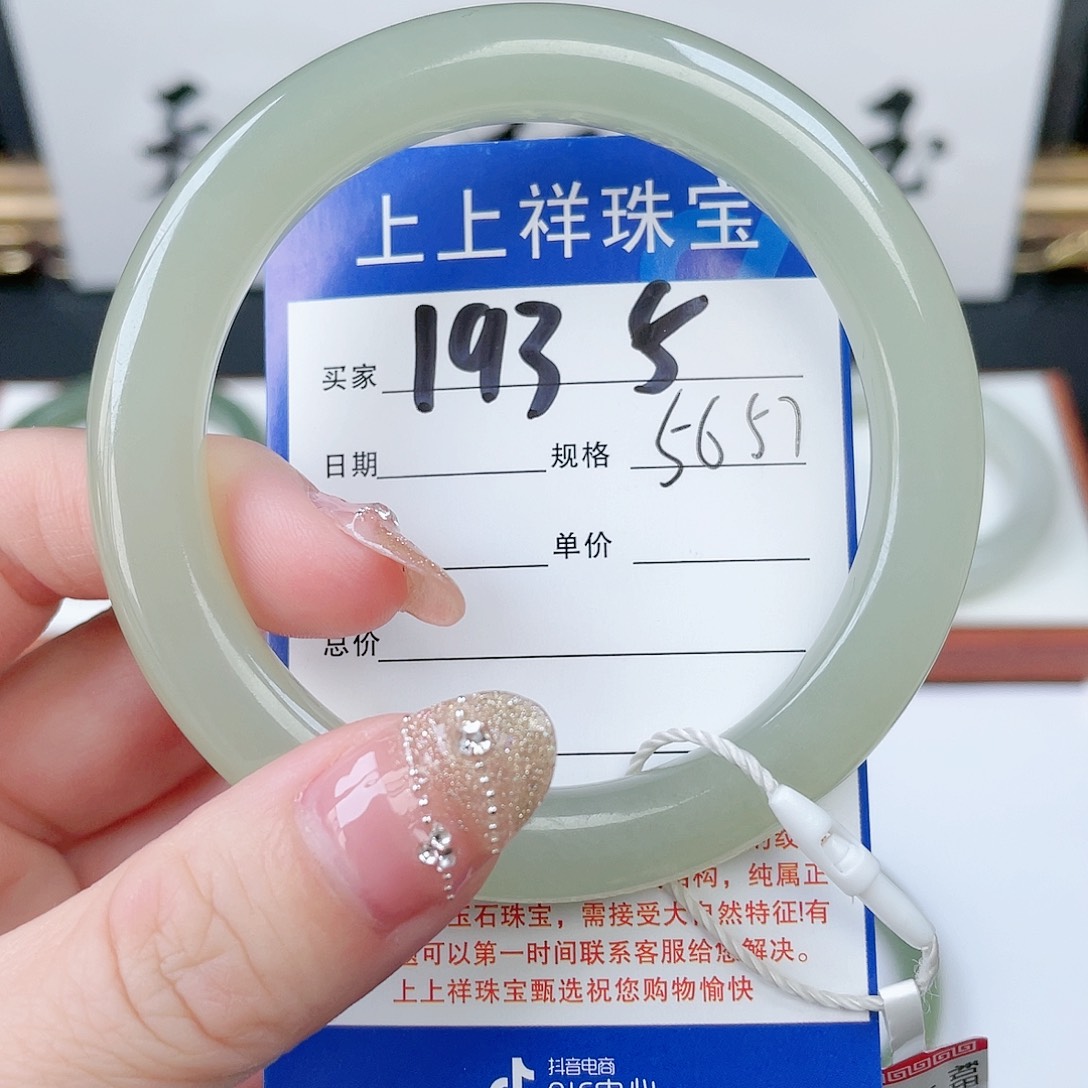 玉
上上祥珠宝
买家 193 5
日期 规格 5657
单价
总价
构，纯属正
玉石珠宝，需接受大自然特征!有
可以第一时间联系客服给您解决。
上上祥珠宝甄选祝您购物愉快
抖音电商